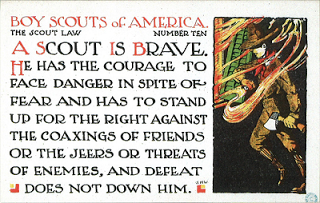 BOY SCOUTS of AMERICA.
THE SCOUT LAW NUMBER TEN
A SCOUT IS BRAVE.
HE HAS THE COURAGE TO
FACE DANGER IN SPITE OF
FEAR AND HAS TO STAND
UP FOR THE RIGHT AGAINST
THE COAXINGS OF FRIENDS
OR THE JEERS OR THREATS
OF ENEMIES, AND DEFEAT
DOES NOT DOWN HIM.